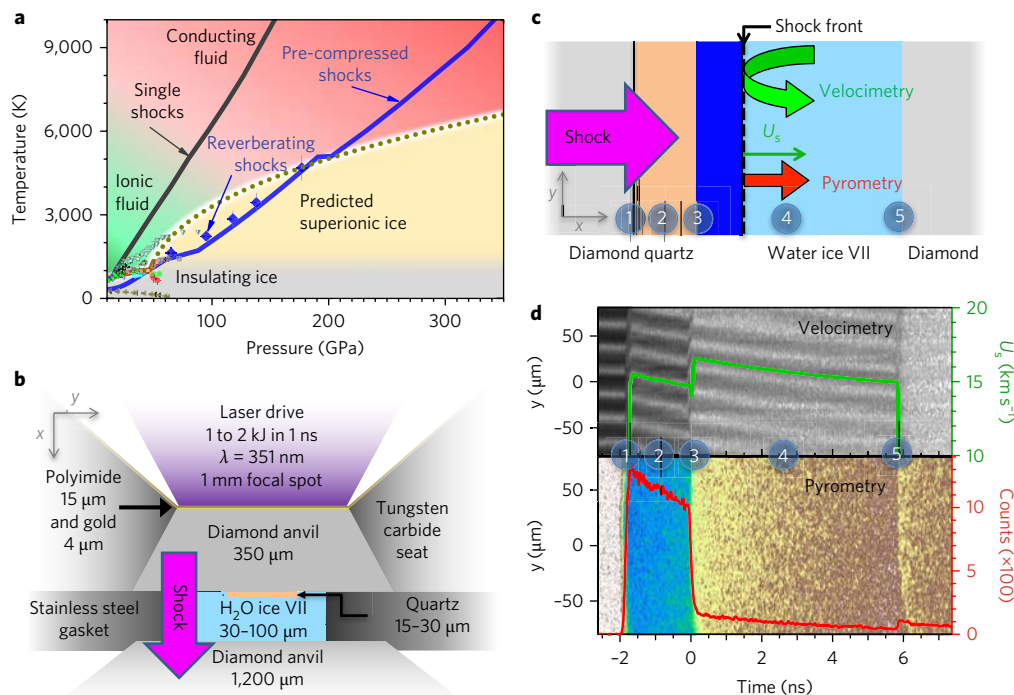 a
9,000
6,000
3,000
0
Temperature (K)
100
200
300
Pressure (GPa)
Conducting
fluid
Single
shocks
Pre-compressed
shocks
Reverberating
shocks
Ionic
fluid
Predicted
superionic ice
Insulating ice
b
y
x
Laser drive
1 to 2 kJ in 1 ns
λ = 351 nm
1 mm focal spot
Polyimide
15 μm
and gold
4 μm
Tungsten
carbide
seat
Diamond anvil
350 μm
Shock
Stainless steel
gasket
H₂O ice VII
30–100 μm
Quartz
15–30 μm
Diamond anvil
1,200 μm
c
Shock front
Velocimetry
Shock
Uₛ
Pyrometry
y
x
1
2
3
4
5
Diamond quartz
Water ice VII
Diamond
d
Velocimetry
50
0
−50
y (μm)
20
15
10
Uₛ (km s⁻¹)
1
2
3
4
5
Pyrometry
50
0
−50
y (μm)
10
5
0
Counts (×100)
−2
0
2
4
6
Time (ns)